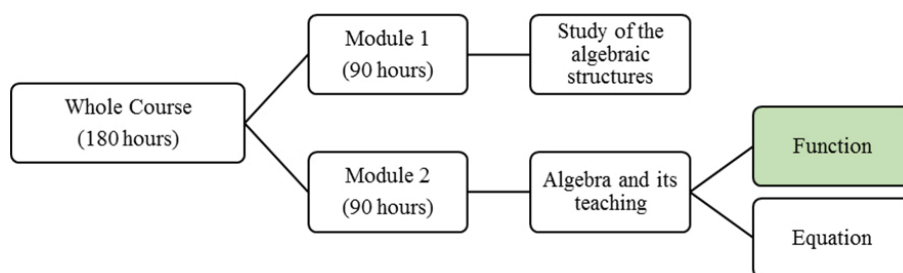 Whole Course
(180 hours)
Module 1
(90 hours)
Study of the
algebraic
structures
Module 2
(90 hours)
Algebra and its
teaching
Function
Equation